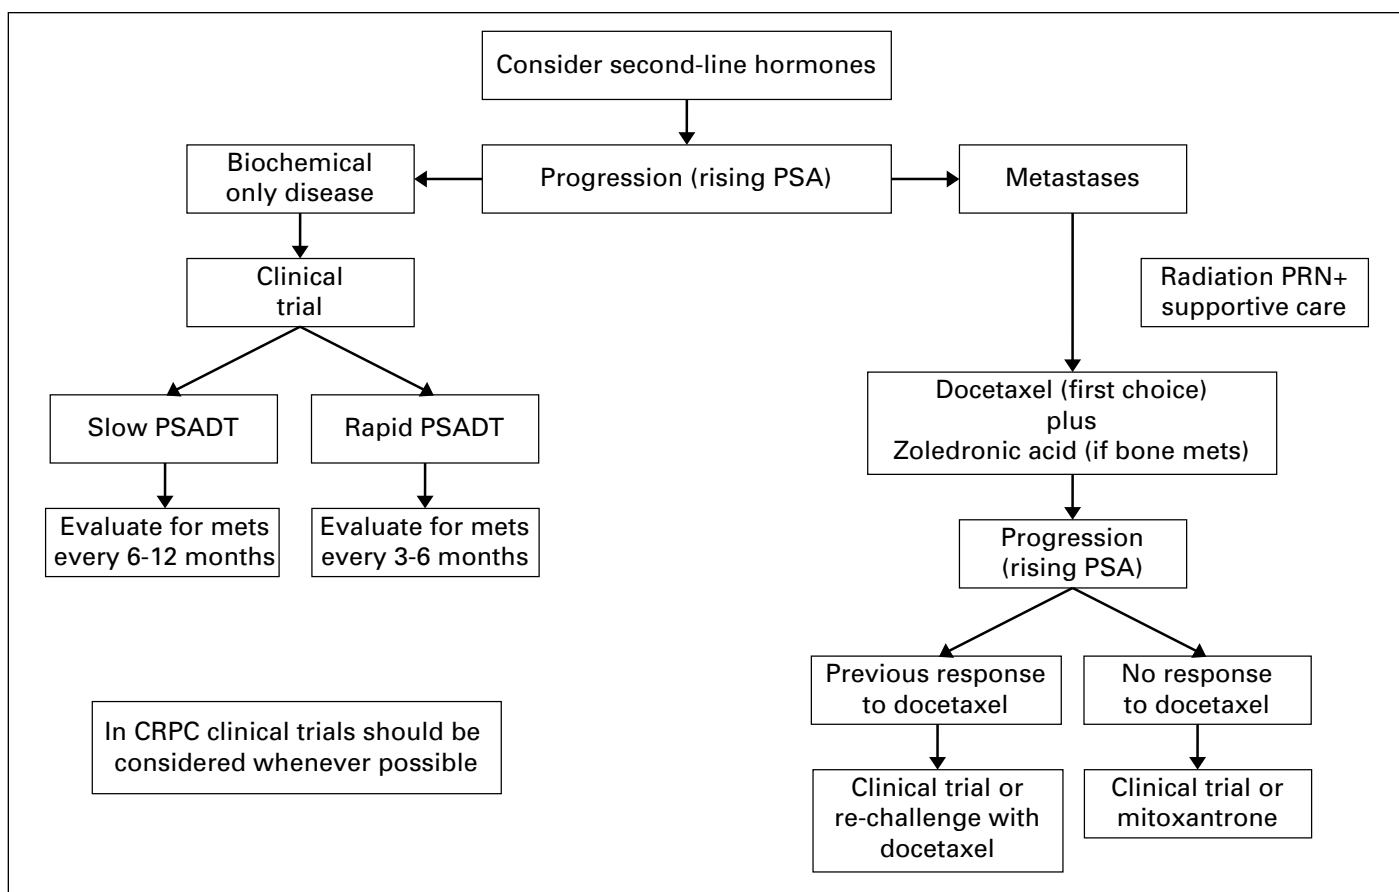 Consider second-line hormones
Biochemical
only disease
Progression (rising PSA)
Metastases
Clinical
trial
Radiation PRN+
supportive care
Slow PSADT
Rapid PSADT
Docetaxel (first choice)
plus
Zoledronic acid (if bone mets)
Evaluate for mets
every 6-12 months
Evaluate for mets
every 3-6 months
Progression
(rising PSA)
Previous response
to docetaxel
No response
to docetaxel
In CRPC clinical trials should be
considered whenever possible
Clinical trial or
re-challenge with
docetaxel
Clinical trial or
mitoxantrone